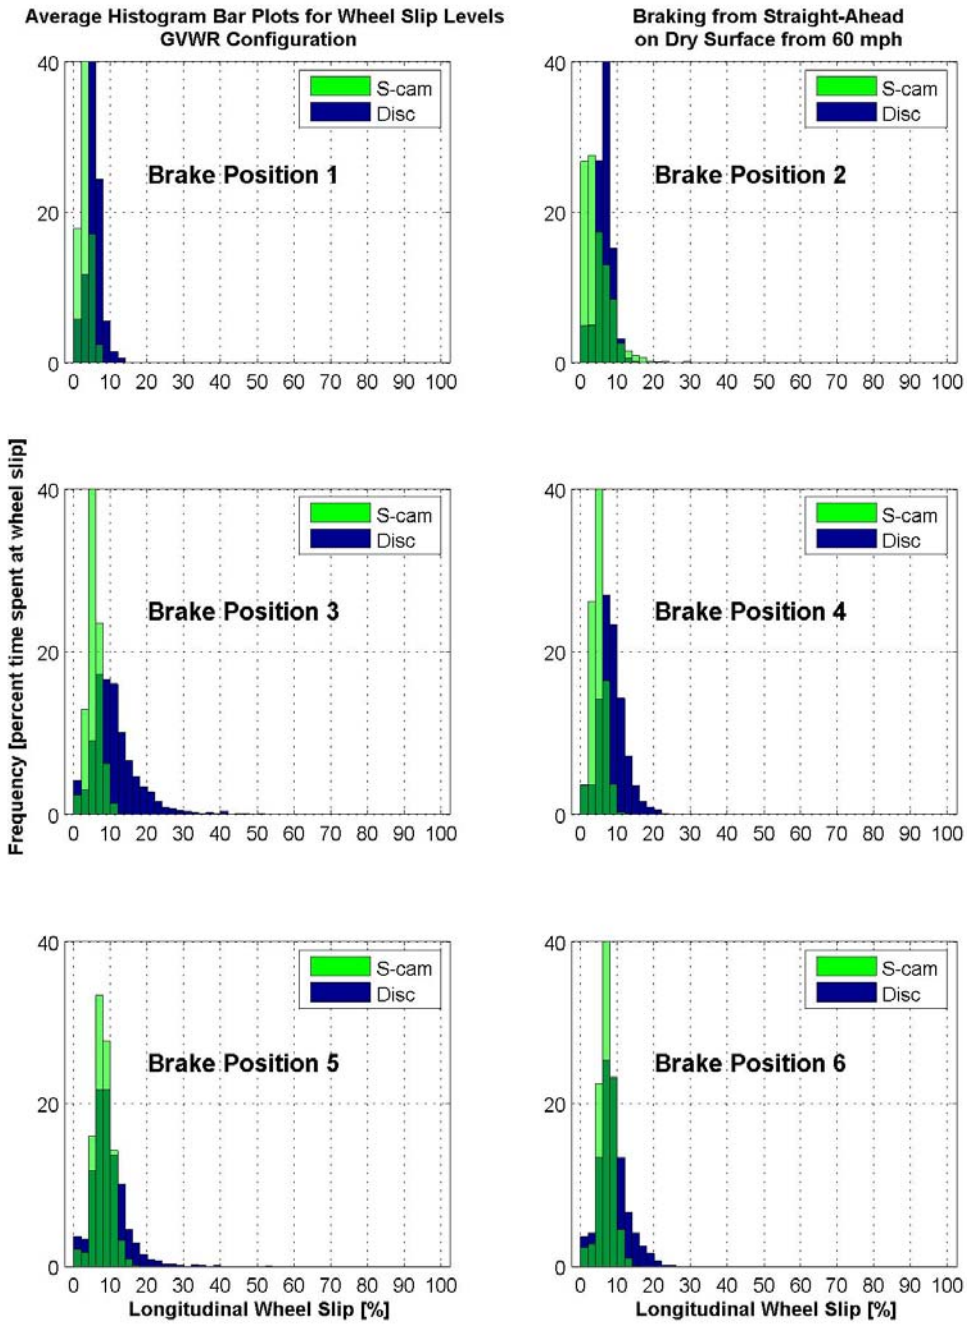 Average Histogram Bar Plots for Wheel Slip Levels
GVWR Configuration
Braking from Straight-Ahead
on Dry Surface from 60 mph
40
20
0
S-cam
Disc
Brake Position 1
0 10 20 30 40 50 60 70 80 90 100
40
20
0
S-cam
Disc
Brake Position 2
0 10 20 30 40 50 60 70 80 90 100
Frequency [percent time spent at wheel slip]
40
20
0
S-cam
Disc
Brake Position 3
0 10 20 30 40 50 60 70 80 90 100
40
20
0
S-cam
Disc
Brake Position 4
0 10 20 30 40 50 60 70 80 90 100
40
20
0
S-cam
Disc
Brake Position 5
0 10 20 30 40 50 60 70 80 90 100
Longitudinal Wheel Slip [%]
40
20
0
S-cam
Disc
Brake Position 6
0 10 20 30 40 50 60 70 80 90 100
Longitudinal Wheel Slip [%]